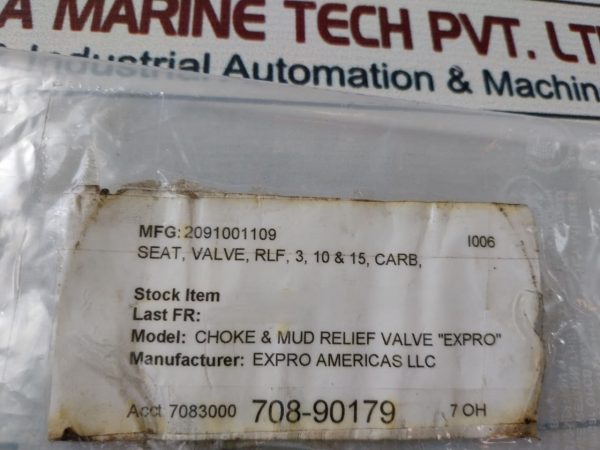 A MARINE TECH PVT. LT
Industrial Automation & Machin
MFG: 2091001109 I006
SEAT, VALVE, RLF, 3, 10 & 15, CARB,
Stock Item
Last FR:
Model: CHOKE & MUD RELIEF VALVE "EXPRO"
Manufacturer: EXPRO AMERICAS LLC
Acct 7083000 708-90179 7 OH